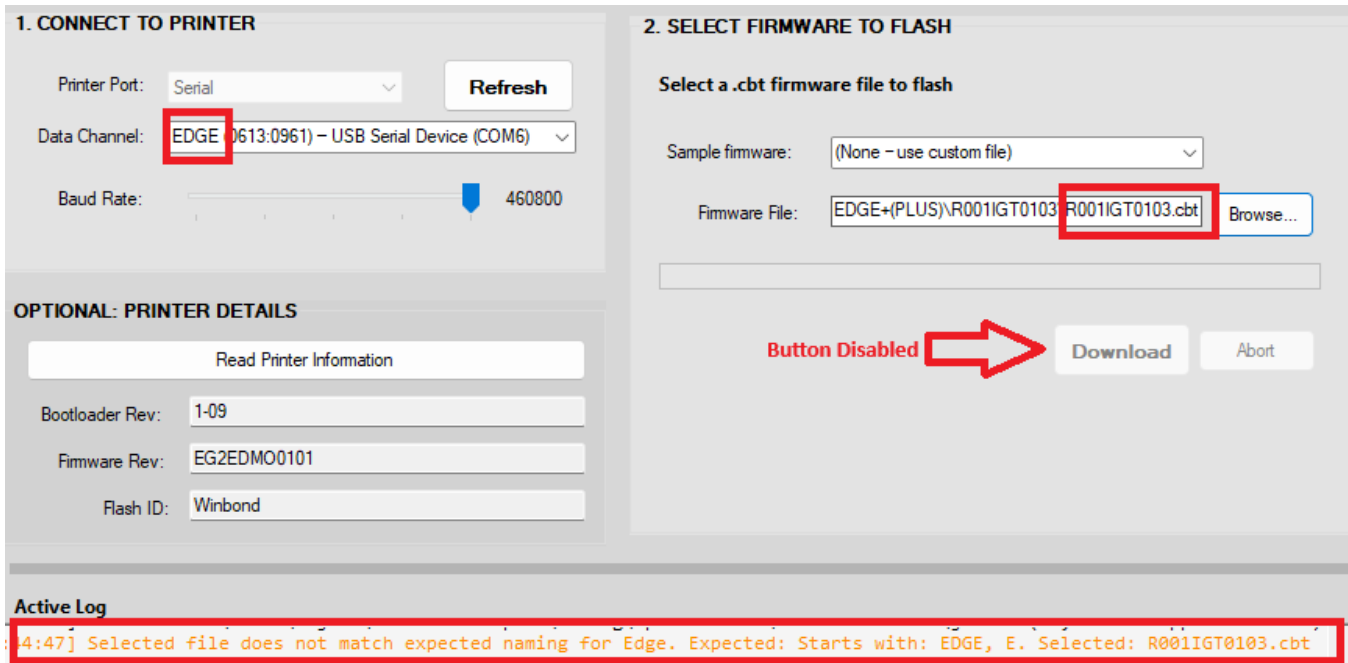 1. CONNECT TO PRINTER
Printer Port: Serial Refresh
Data Channel: EDGE (0613:0961) – USB Serial Device (COM6)
Baud Rate: 460800
OPTIONAL: PRINTER DETAILS
Read Printer Information
Bootloader Rev: 1-09
Firmware Rev: EG2EDMO0101
Flash ID: Winbond
2. SELECT FIRMWARE TO FLASH
Select a .cbt firmware file to flash
Sample firmware: (None – use custom file)
Firmware File: EDGE+(PLUS)\R001IGT0103\R001IGT0103.cbt Browse...
Button Disabled Download Abort
Active Log
44:47] Selected file does not match expected naming for Edge. Expected: Starts with: EDGE, E. Selected: R001IGT0103.cbt